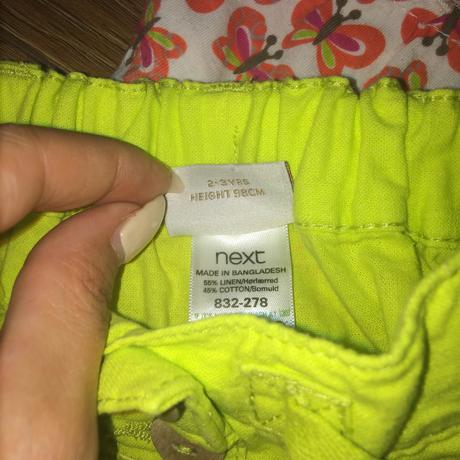 2-3YRS
HEIGHT 98CM
next
MADE IN BANGLADESH
55% LINEN/Hørlærred
45% COTTON/Bomuld
832-278